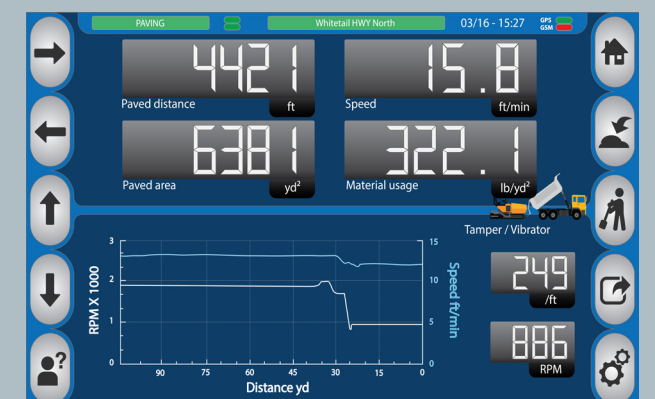 PAVING Whitetail HWY North 03/16 - 15:27 GPS GSM
4421 15.8
Paved distance ft Speed ft/min
6381 322.1
Paved area yd² Material usage lb/yd²
Tamper / Vibrator
249
/ft
886
RPM
RPM X 1000
3
2
1
0
15
10
5
0
Speed ft/min
90 75 60 45 30 15 0
Distance yd
?